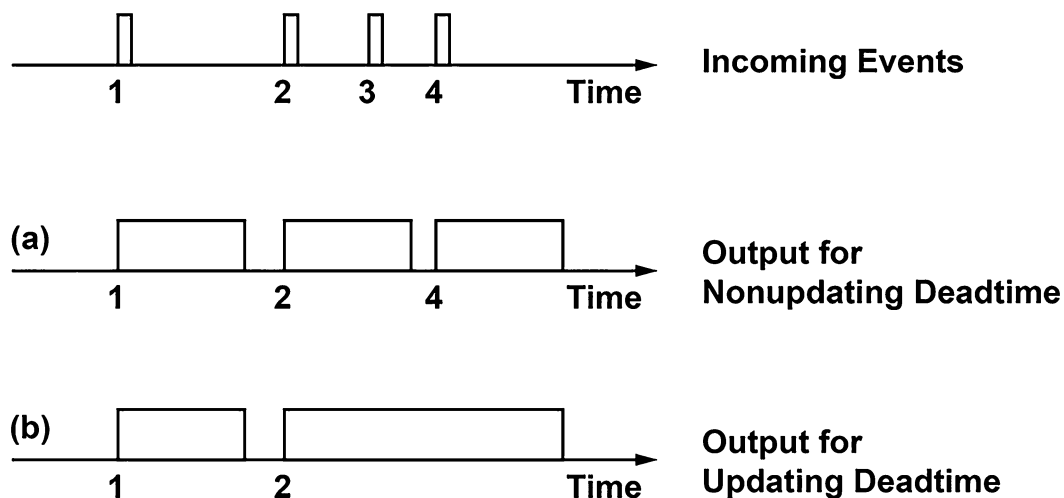 Incoming Events
1 2 3 4 Time
(a)
Output for
Nonupdating Deadtime
1 2 4 Time
(b)
Output for
Updating Deadtime
1 2 Time